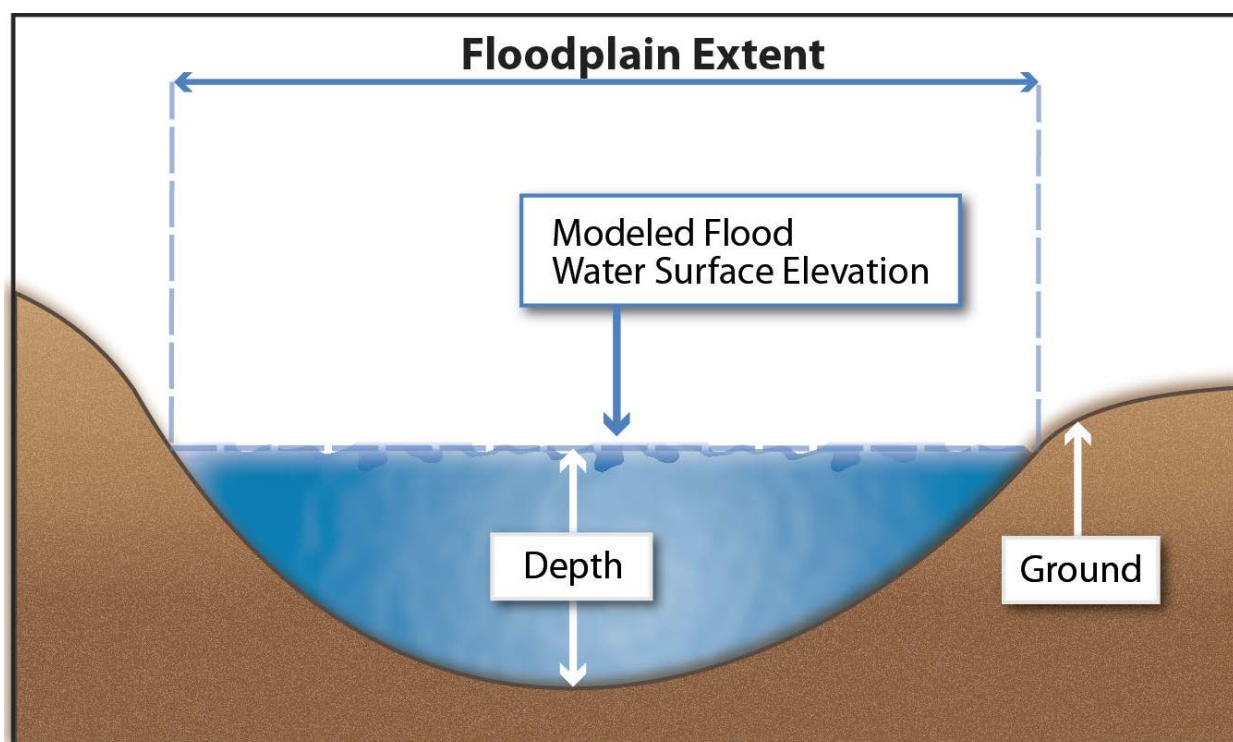 Floodplain Extent
Modeled Flood
Water Surface Elevation
Depth
Ground